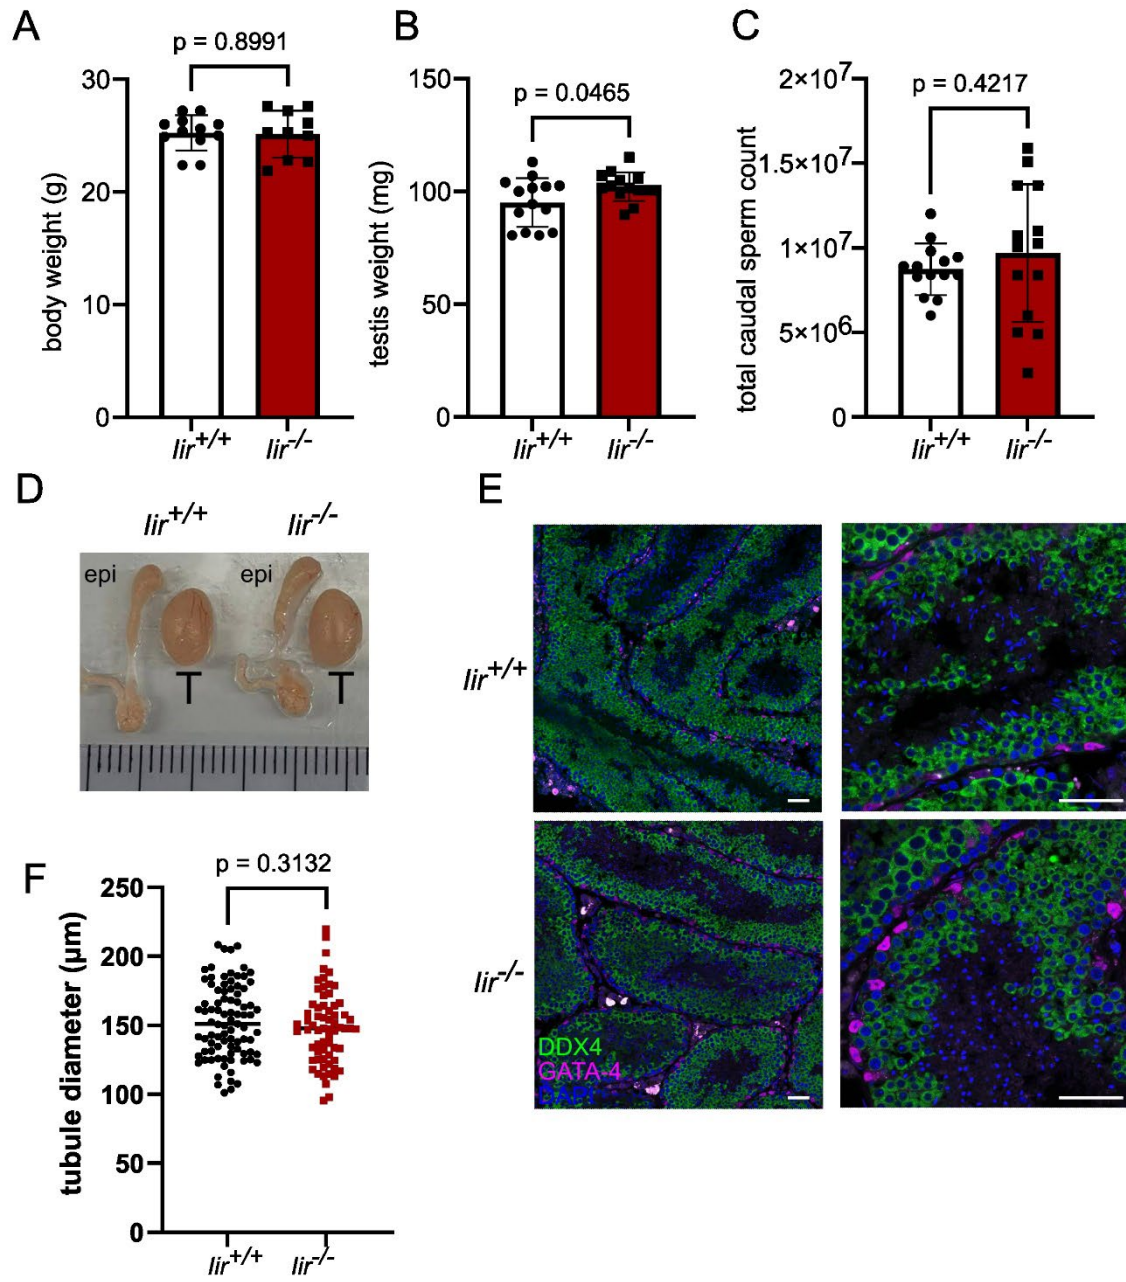 A
p = 0.8991
30
20
10
0
body weight (g)
lir+/+
lir-/-
B
p = 0.0465
150
100
50
0
testis weight (mg)
lir+/+
lir-/-
C
p = 0.4217
2×10⁷
1.5×10⁷
1×10⁷
5×10⁶
0
total caudal sperm count
lir+/+
lir-/-
D
lir+/+
lir-/-
epi
epi
T
T
E
lir+/+
lir-/-
DDX4
GATA-4
DAPI
F
p = 0.3132
250
200
150
100
50
0
tubule diameter (µm)
lir+/+
lir-/-